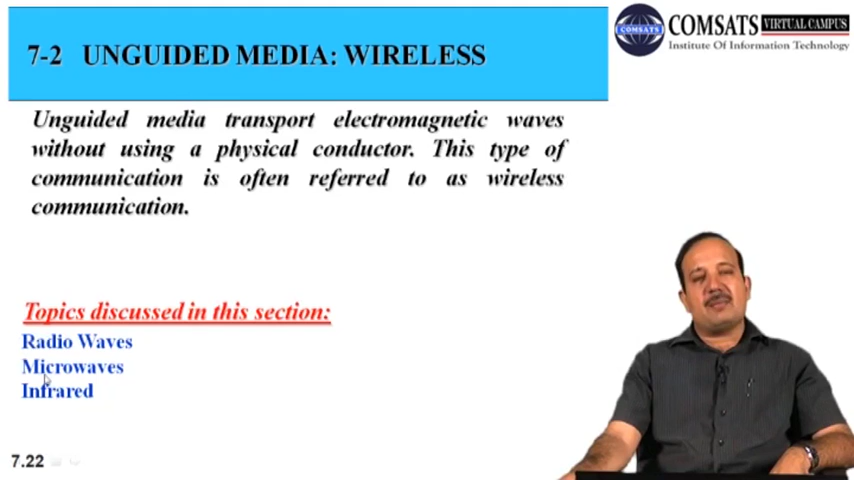 7-2 UNGUIDED MEDIA: WIRELESS
COMSATS
COMSATS VIRTUAL CAMPUS
Institute Of Information Technology
Unguided media transport electromagnetic waves
without using a physical conductor. This type of
communication is often referred to as wireless
communication.
Topics discussed in this section:
Radio Waves
Microwaves
Infrared
7.22